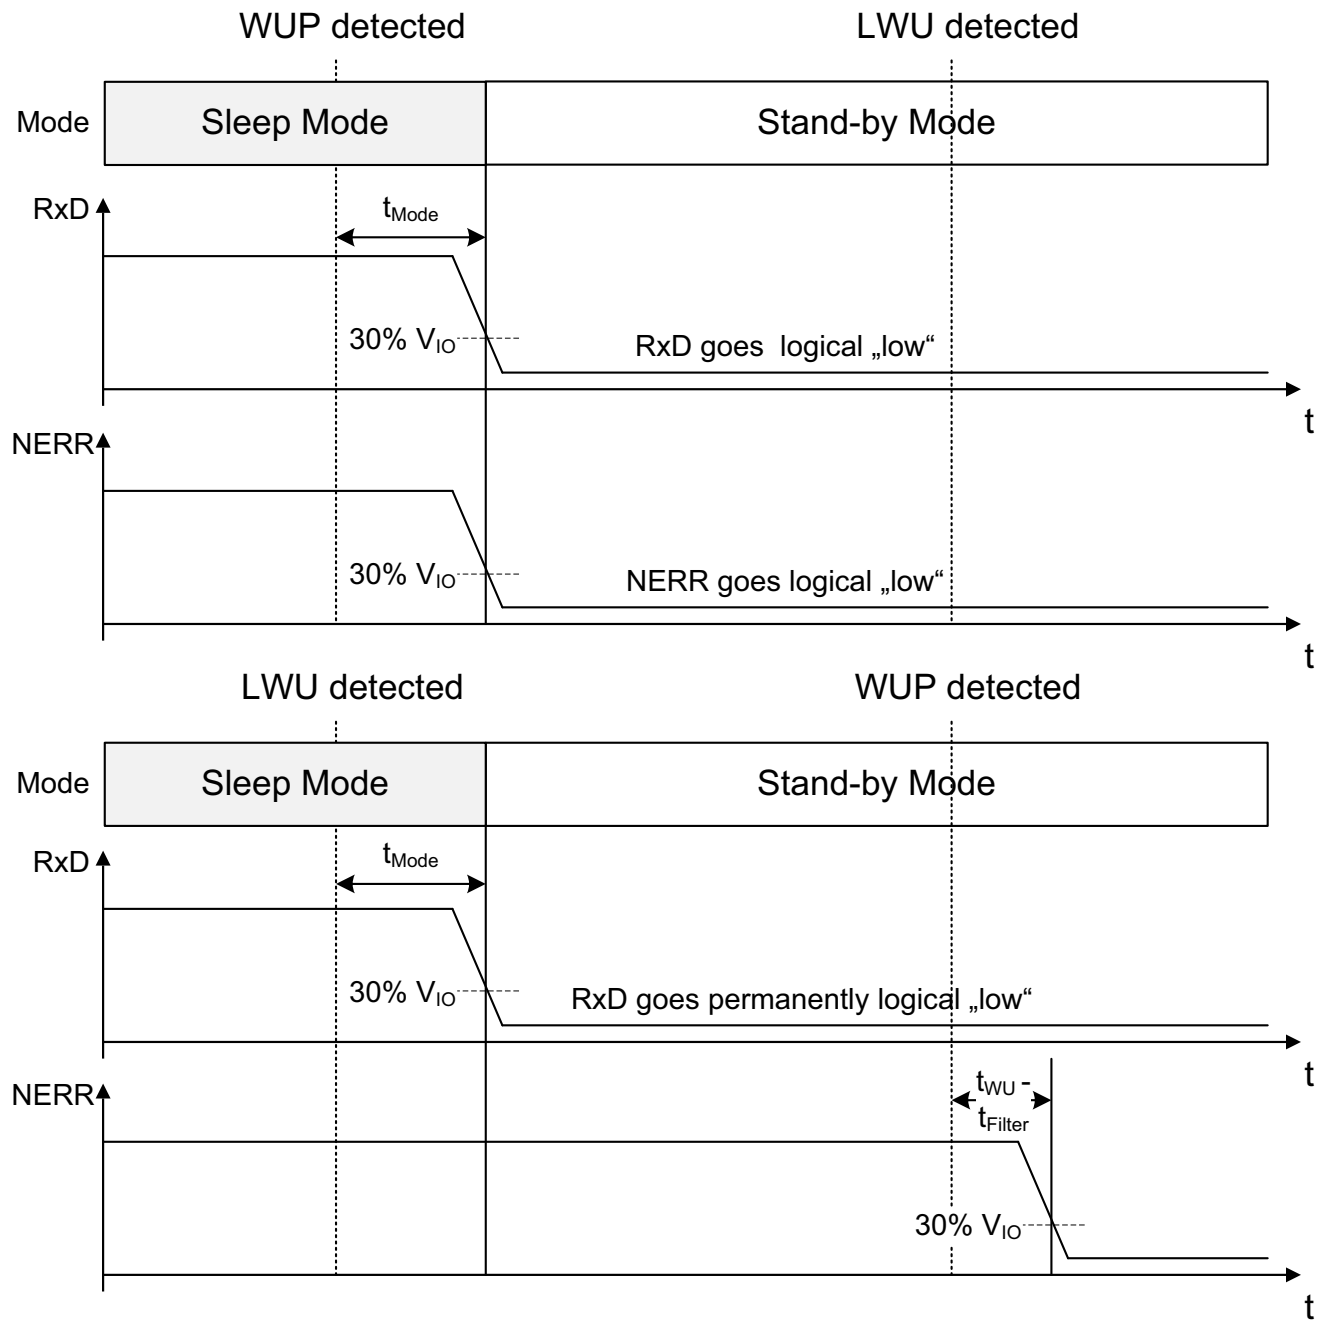 WUP detected LWU detected
Mode Sleep Mode Stand-by Mode
RxD tMode
30% VIO RxD goes logical „low“
t
NERR
30% VIO NERR goes logical „low“
t
LWU detected WUP detected
Mode Sleep Mode Stand-by Mode
RxD tMode
30% VIO RxD goes permanently logical „low“
t
NERR tWU -
tFilter
30% VIO
t